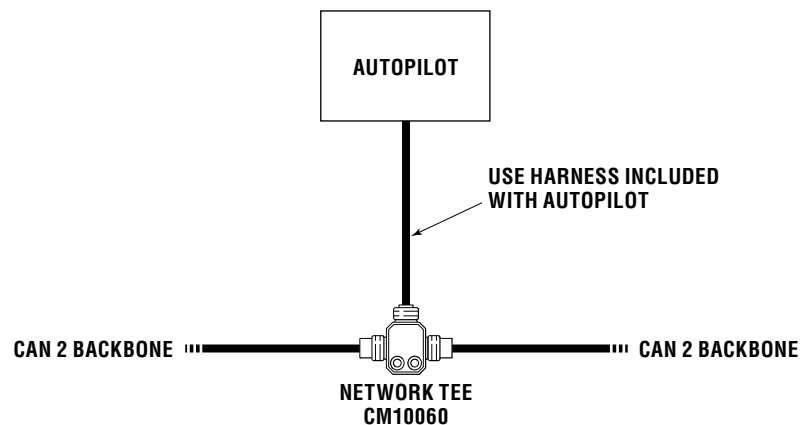 AUTOPILOT
USE HARNESS INCLUDED
WITH AUTOPILOT
CAN 2 BACKBONE
CAN 2 BACKBONE
NETWORK TEE
CM10060